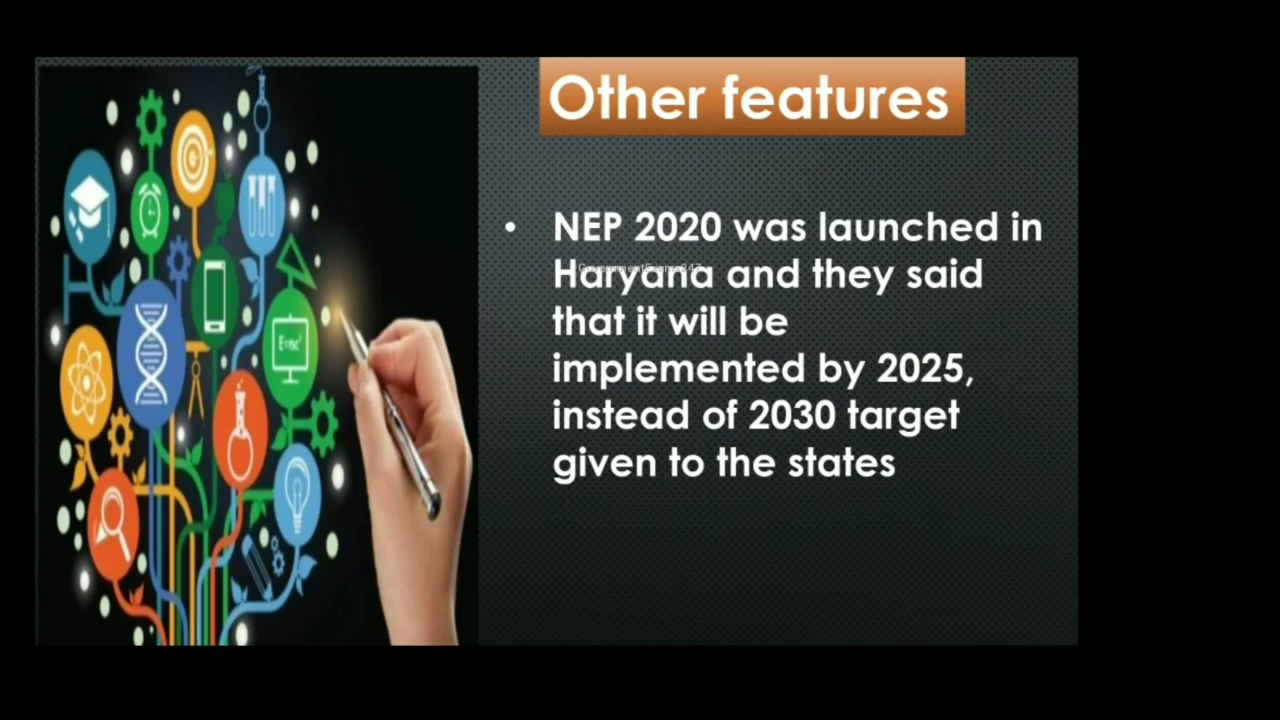 Other features
• NEP 2020 was launched in
Haryana and they said
that it will be
implemented by 2025,
instead of 2030 target
given to the states
E=mc²